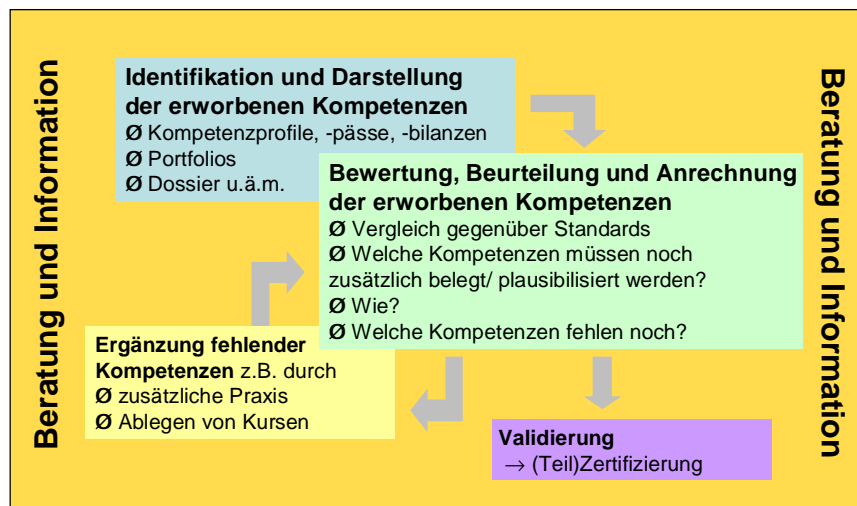 Beratung und Information
Identifikation und Darstellung
der erworbenen Kompetenzen
Ø Kompetenzprofile, -pässe, -bilanzen
Ø Portfolios
Ø Dossier u.ä.m.
Bewertung, Beurteilung und Anrechnung
der erworbenen Kompetenzen
Ø Vergleich gegenüber Standards
Ø Welche Kompetenzen müssen noch
zusätzlich belegt/ plausibilisiert werden?
Ø Wie?
Ø Welche Kompetenzen fehlen noch?
Ergänzung fehlender
Kompetenzen z.B. durch
Ø zusätzliche Praxis
Ø Ablegen von Kursen
Validierung
→ (Teil)Zertifizierung
Beratung und Information